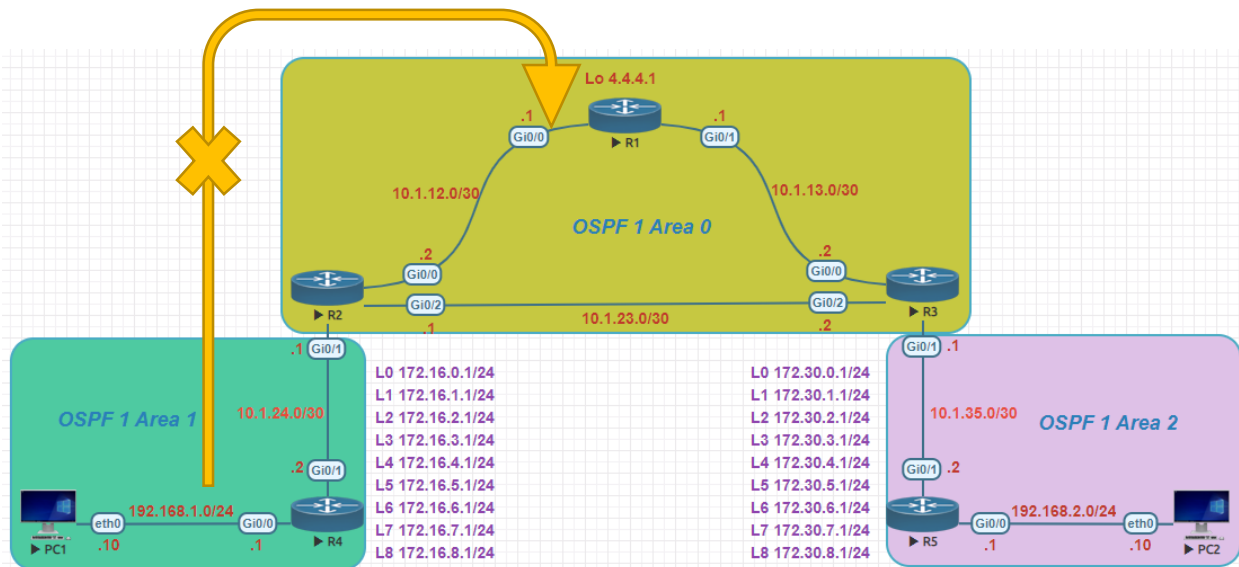 Lo 4.4.4.1
.1
Gi0/0
R1
.1
Gi0/1
10.1.12.0/30
10.1.13.0/30
OSPF 1 Area 0
.2
Gi0/0
.2
Gi0/0
R2
Gi0/2
.1
10.1.23.0/30
Gi0/2
.2
R3
.1
Gi0/1
Gi0/1
.1
OSPF 1 Area 1
10.1.24.0/30
.2
Gi0/1
L0 172.16.0.1/24
L1 172.16.1.1/24
L2 172.16.2.1/24
L3 172.16.3.1/24
L4 172.16.4.1/24
L5 172.16.5.1/24
L6 172.16.6.1/24
L7 172.16.7.1/24
L8 172.16.8.1/24
L0 172.30.0.1/24
L1 172.30.1.1/24
L2 172.30.2.1/24
L3 172.30.3.1/24
L4 172.30.4.1/24
L5 172.30.5.1/24
L6 172.30.6.1/24
L7 172.30.7.1/24
L8 172.30.8.1/24
10.1.35.0/30
OSPF 1 Area 2
Gi0/1
.2
PC1
eth0
.10
192.168.1.0/24
Gi0/0
.1
R4
R5
Gi0/0
.1
192.168.2.0/24
eth0
.10
PC2